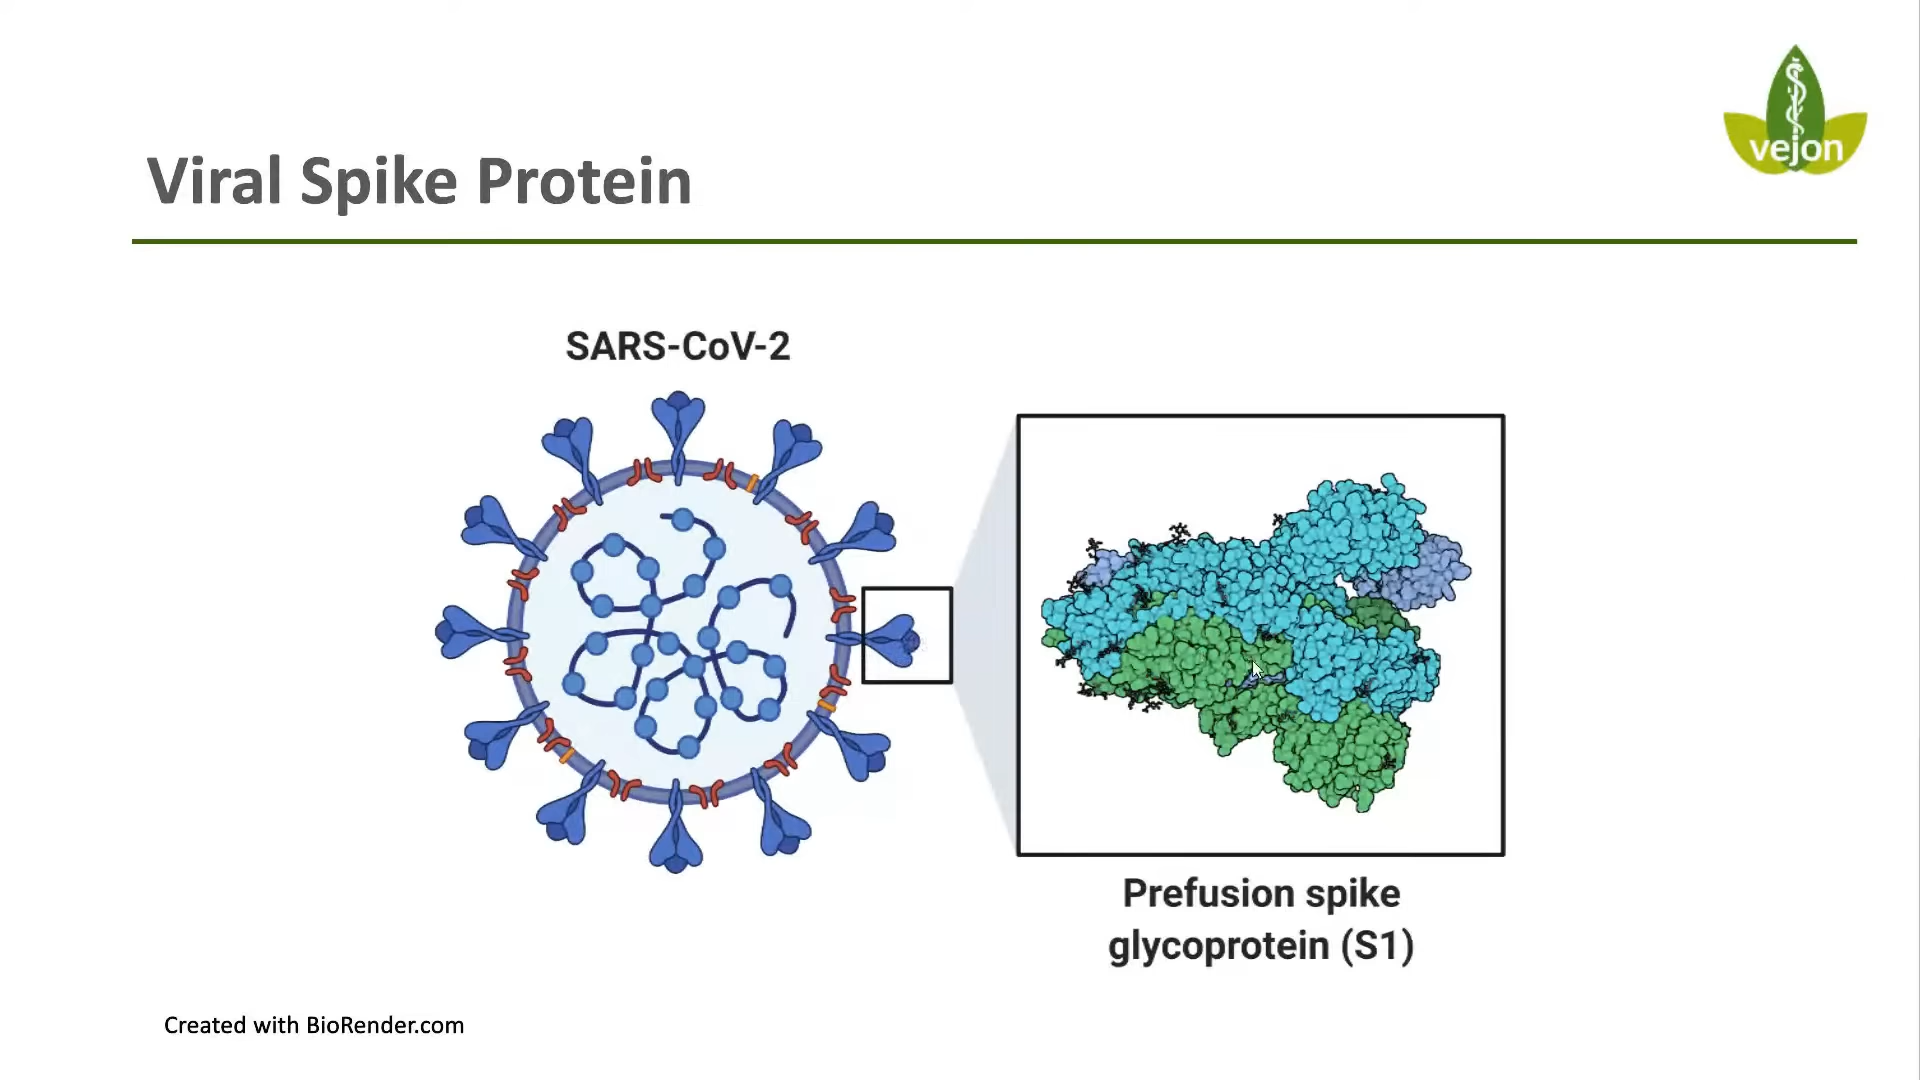 vejon
Viral Spike Protein
SARS-CoV-2
Prefusion spike
glycoprotein (S1)
Created with BioRender.com